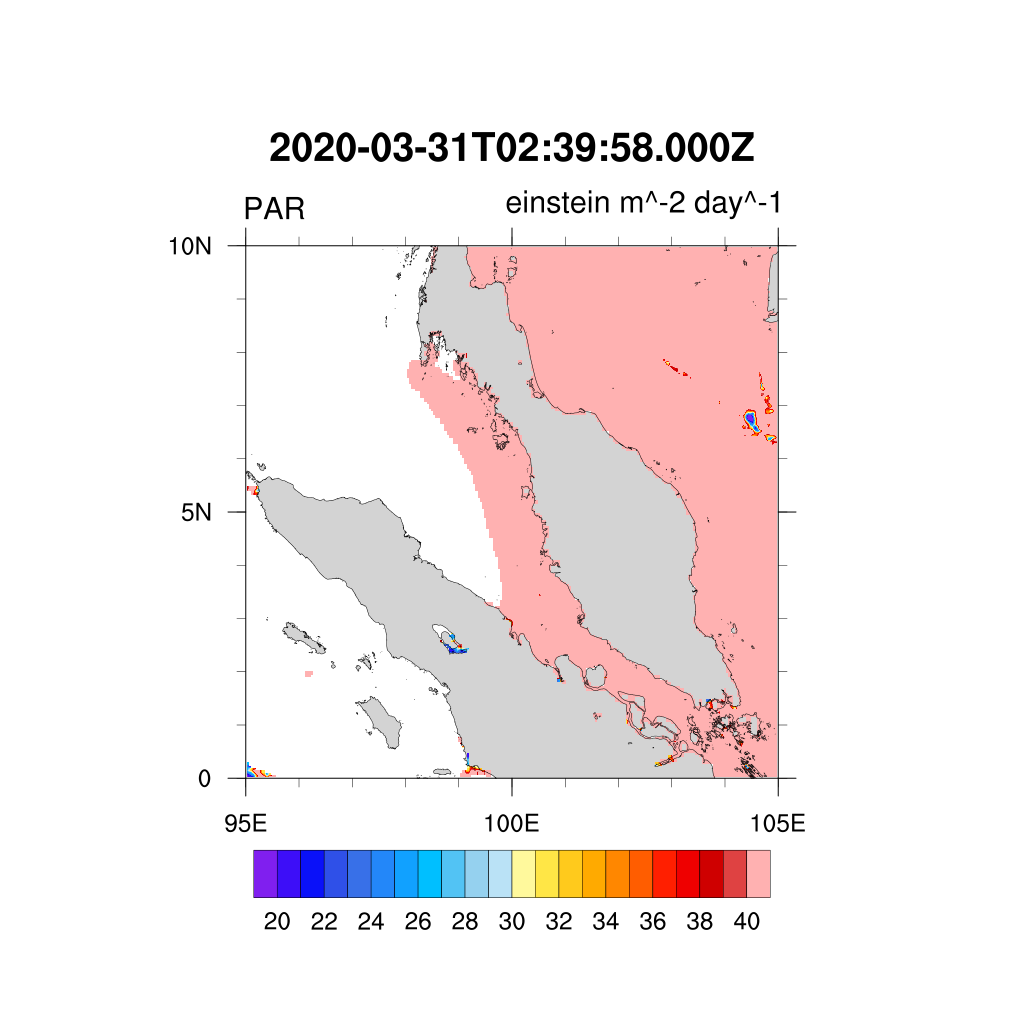 2020-03-31T02:39:58.000Z
PAR einstein m^-2 day^-1
10N
5N
0
95E 100E 105E
20 22 24 26 28 30 32 34 36 38 40